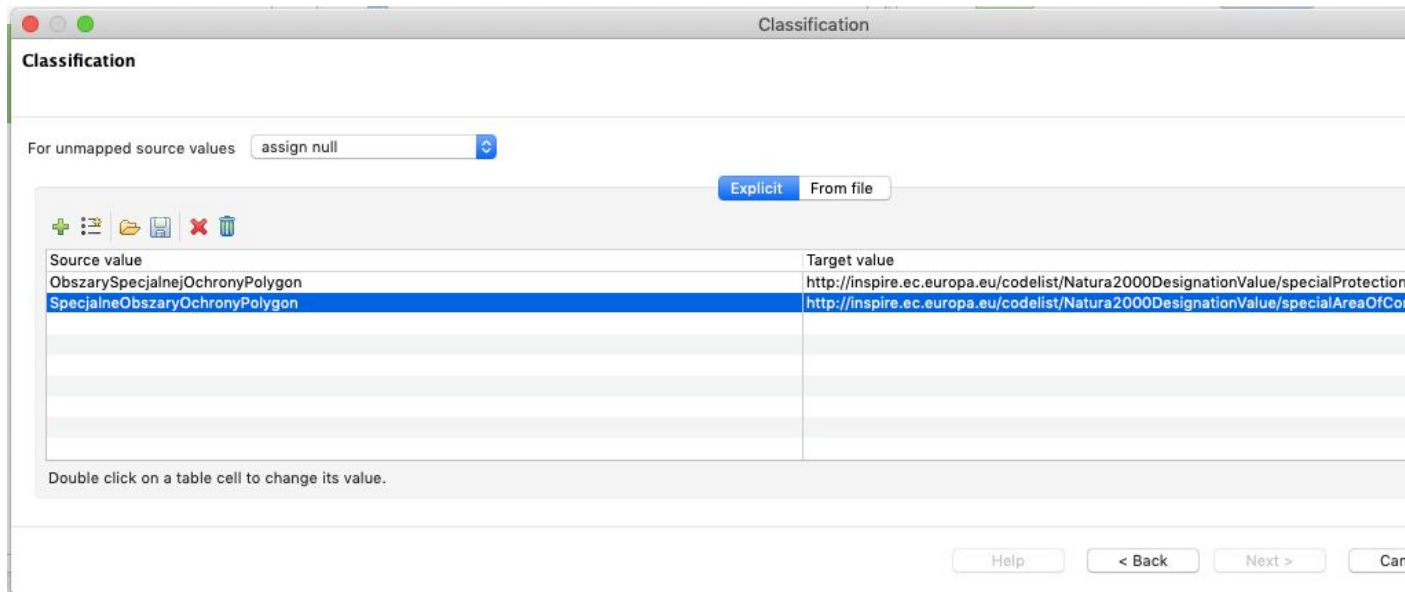 Classification
Classification
For unmapped source values assign null
Explicit From file
Source value Target value
ObszarySpecjalnejOchronyPolygon http://inspire.ec.europa.eu/codelist/Natura2000DesignationValue/specialProtection
SpecjalneObszaryOchronyPolygon http://inspire.ec.europa.eu/codelist/Natura2000DesignationValue/specialAreaOfCo
Double click on a table cell to change its value.
Help < Back Next > Can